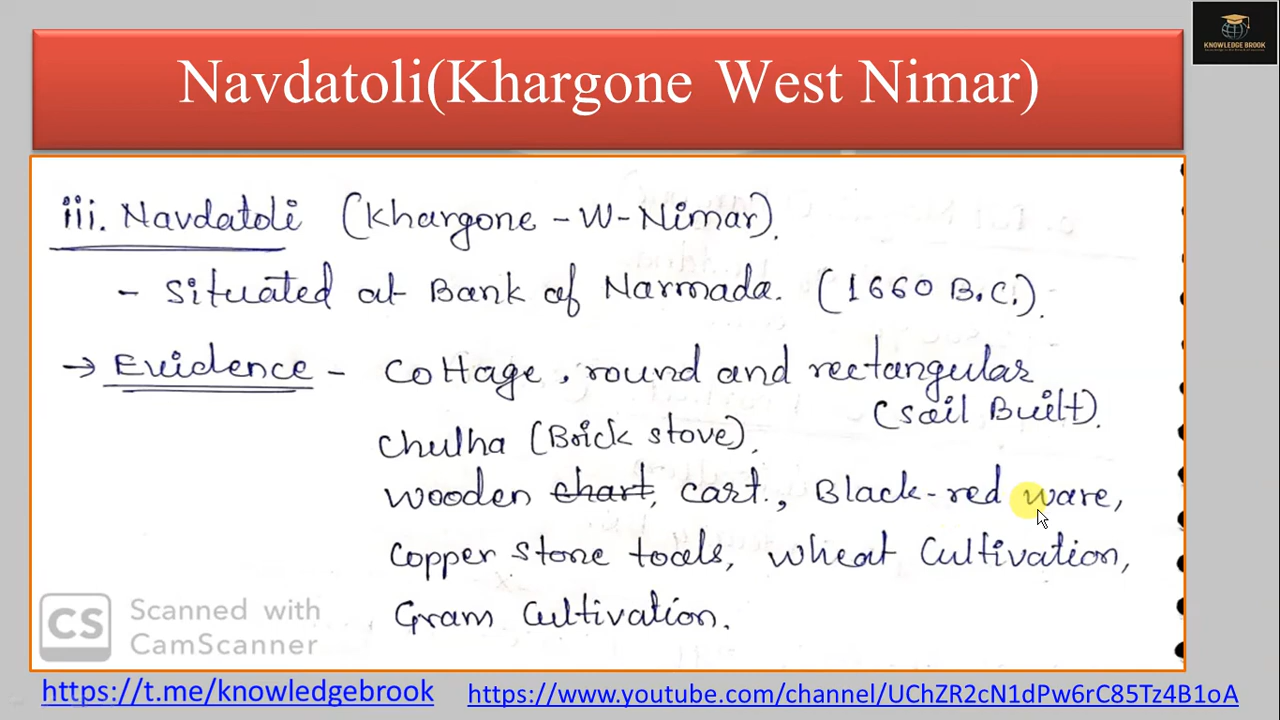 KNOWLEDGE BROOK
Navdatoli(Khargone West Nimar)
iii. Navdatoli (Khargone - W-Nimar).
- Situated at Bank of Narmada. (1660 B.C.).
→ Evidence - Cottage, round and rectangular
(Soil Built).
Chulha (Brick stove).
Wooden chart, cart., Black-red ware,
Copper stone tools, Wheat Cultivation,
Gram Cultivation.
CS Scanned with
CamScanner
https://t.me/knowledgebrook https://www.youtube.com/channel/UChZR2cN1dPw6rC85Tz4B1oA